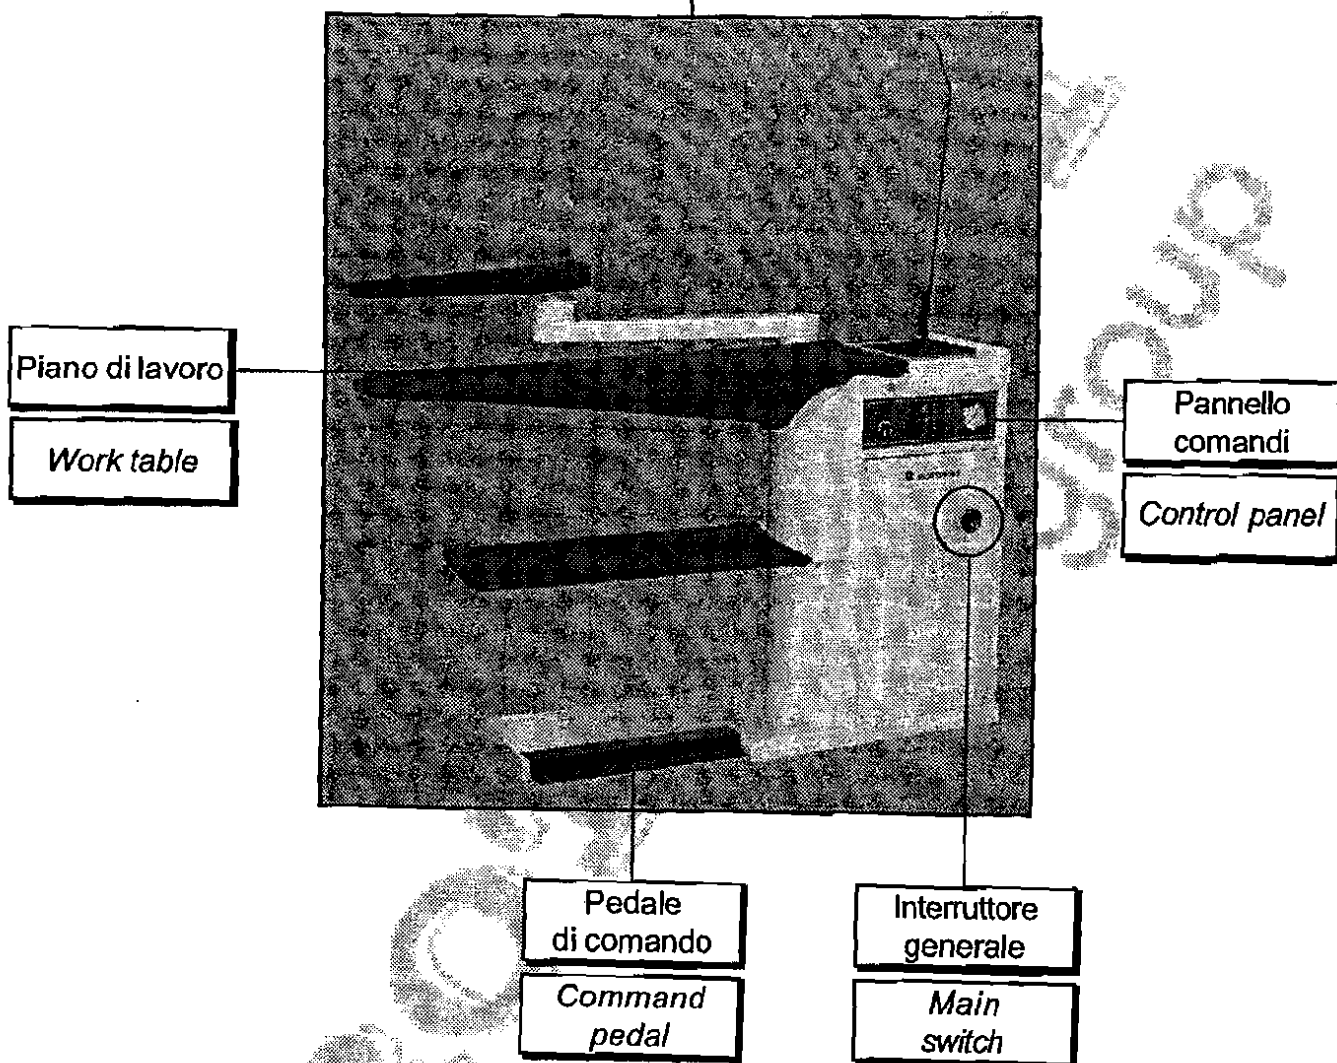 Piano di lavoro
Work table
Pannello
comandi
Control panel
Pedale
di comando
Command
pedal
Interruttore
generale
Main
switch